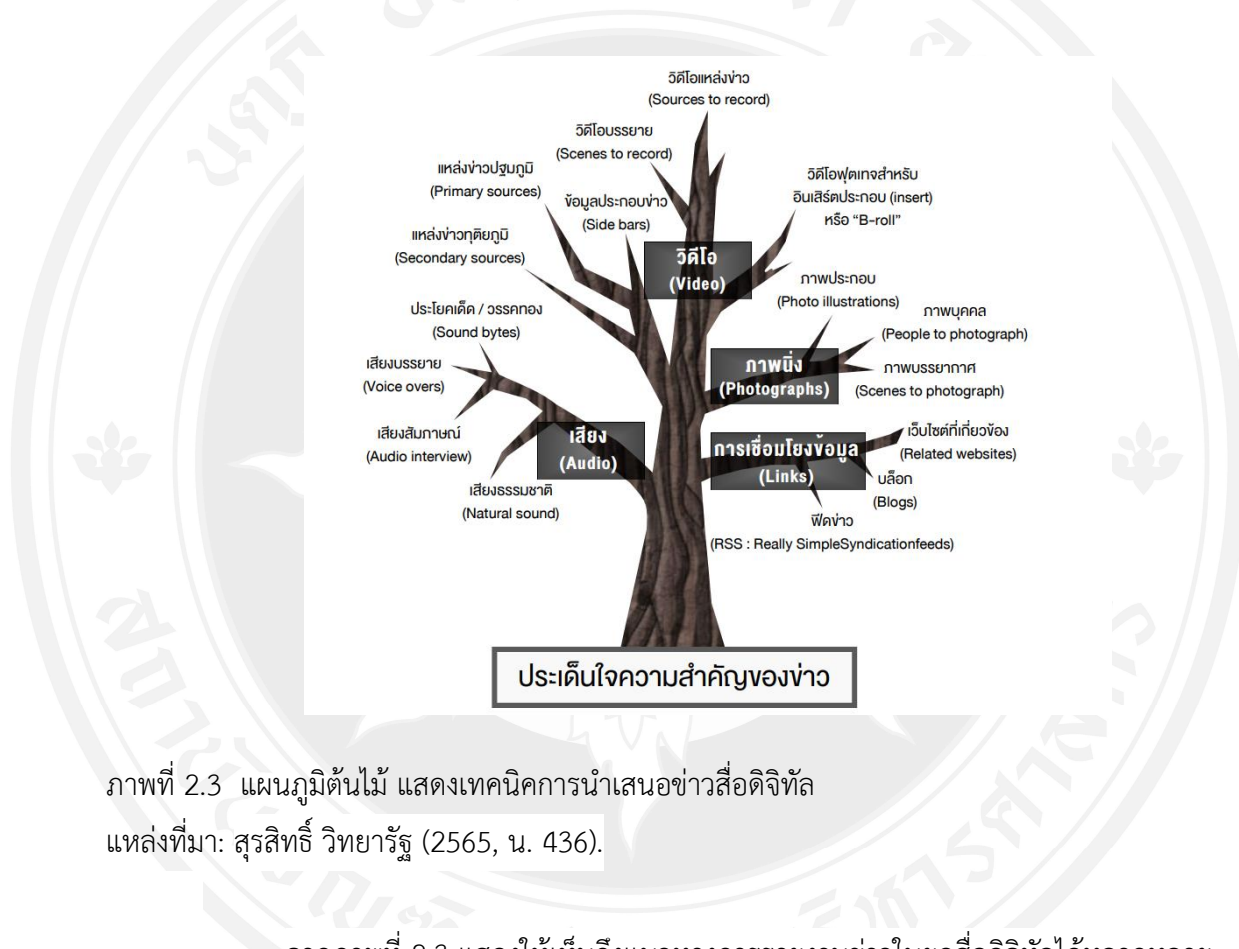 วิดีโอแหล่งข่าว
(Sources to record)
วิดีโอบรรยาย
(Scenes to record)
แหล่งข่าวปฐมภูมิ
(Primary sources)
วิดีโอฟุตเทจสำหรับ
อินเสิร์ตประกอบ (insert)
หรือ “B-roll”
ข้อมูลประกอบข่าว
(Side bars)
แหล่งข่าวทุติยภูมิ
(Secondary sources)
วิดีโอ
(Video)
ภาพประกอบ
(Photo illustrations)
ประโยคเด็ด / วรรคทอง
(Sound bytes)
ภาพบุคคล
(People to photograph)
เสียงบรรยาย
(Voice overs)
ภาพนิ่ง
(Photographs)
ภาพบรรยากาศ
(Scenes to photograph)
เสียงสัมภาษณ์
(Audio interview)
เสียง
(Audio)
การเชื่อมโยงข้อมูล
(Links)
เว็บไซต์ที่เกี่ยวข้อง
(Related websites)
บล็อก
(Blogs)
เสียงธรรมชาติ
(Natural sound)
ฟีดข่าว
(RSS : Really SimpleSyndicationfeeds)
ประเด็นใจความสำคัญของข่าว
ภาพที่ 2.3 แผนภูมิต้นไม้ แสดงเทคนิคการนำเสนอข่าวสื่อดิจิทัล
แหล่งที่มา: สุรสิทธิ์ วิทยารัฐ (2565, น. 436).